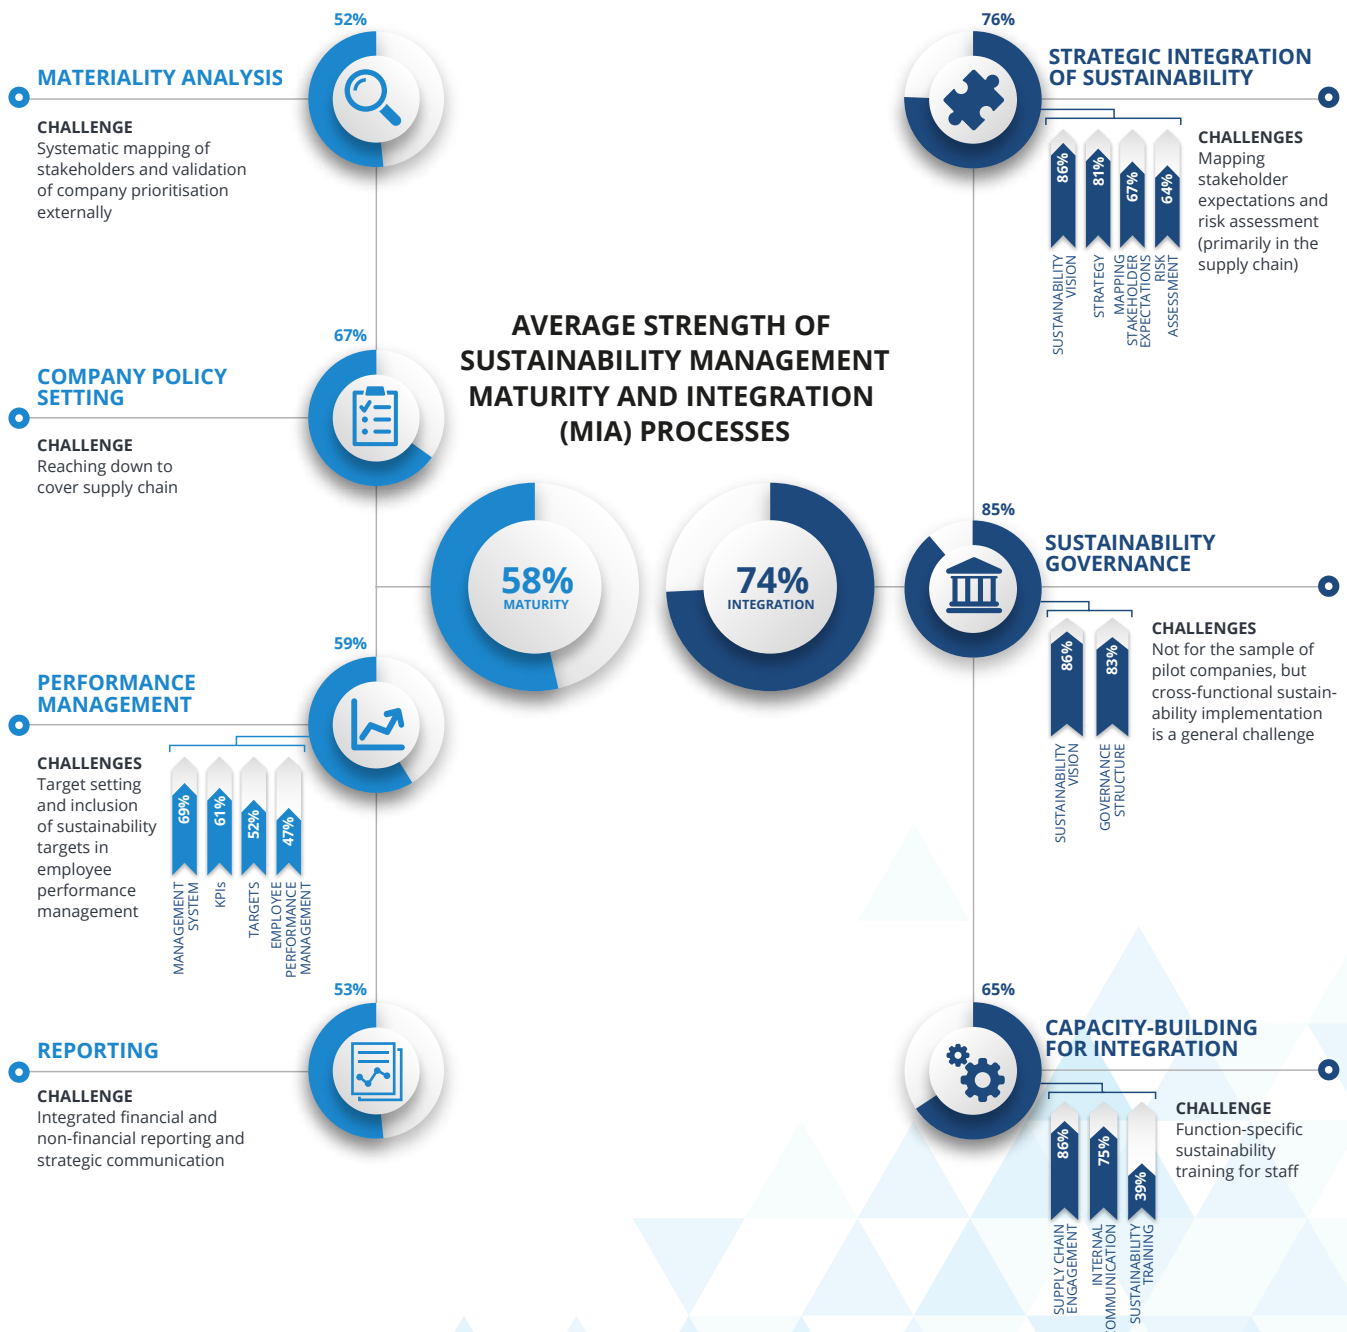 52%
MATERIALITY ANALYSIS
CHALLENGE
Systematic mapping of
stakeholders and validation
of company prioritisation
externally
67%
COMPANY POLICY
SETTING
CHALLENGE
Reaching down to
cover supply chain
59%
PERFORMANCE
MANAGEMENT
CHALLENGES
Target setting
and inclusion
of sustainability
targets in
employee
performance
management
69%
61%
52%
47%
MANAGEMENT
SYSTEM
KPIs
TARGETS
EMPLOYEE
PERFORMANCE
MANAGEMENT
53%
REPORTING
CHALLENGE
Integrated financial and
non-financial reporting and
strategic communication
AVERAGE STRENGTH OF
SUSTAINABILITY MANAGEMENT
MATURITY AND INTEGRATION
(MIA) PROCESSES
58%
MATURITY
74%
INTEGRATION
76%
STRATEGIC INTEGRATION
OF SUSTAINABILITY
86%
81%
67%
64%
SUSTAINABILITY
VISION
STRATEGY
MAPPING
STAKEHOLDER
EXPECTATIONS
RISK
ASSESSMENT
CHALLENGES
Mapping
stakeholder
expectations and
risk assessment
(primarily in the
supply chain)
85%
SUSTAINABILITY
GOVERNANCE
86%
83%
SUSTAINABILITY
VISION
GOVERNANCE
STRUCTURE
CHALLENGES
Not for the sample of
pilot companies, but
cross-functional sustain-
ability implementation
is a general challenge
65%
CAPACITY-BUILDING
FOR INTEGRATION
86%
75%
39%
SUPPLY CHAIN
ENGAGEMENT
INTERNAL
COMMUNICATION
SUSTAINABILITY
TRAINING
CHALLENGE
Function-specific
sustainability
training for staff